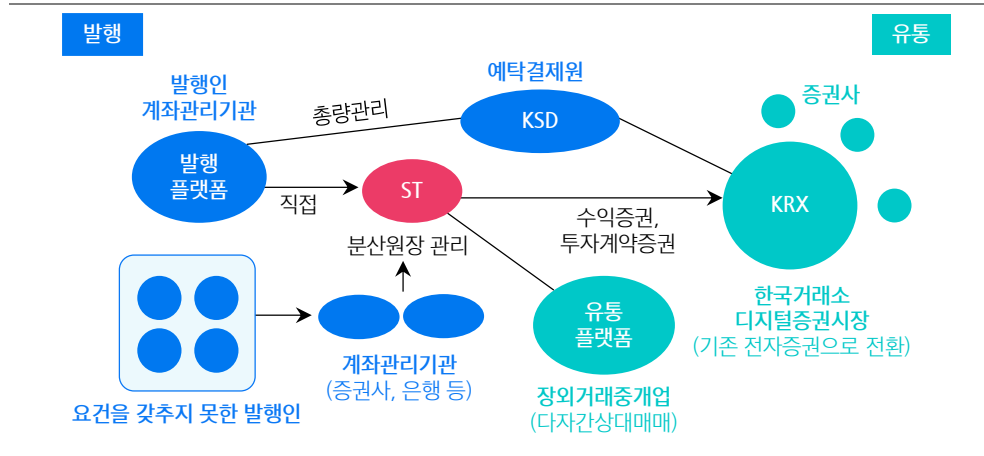 발행
유통
발행인
계좌관리기관
총량관리
예탁결제원
KSD
증권사
발행
플랫폼
직접
ST
분산원장 관리
수익증권,
투자계약증권
KRX
한국거래소
디지털증권시장
(기존 전자증권으로 전환)
유통
플랫폼
장외거래중개업
(다자간상대매매)
계좌관리기관
(증권사, 은행 등)
요건을 갖추지 못한 발행인